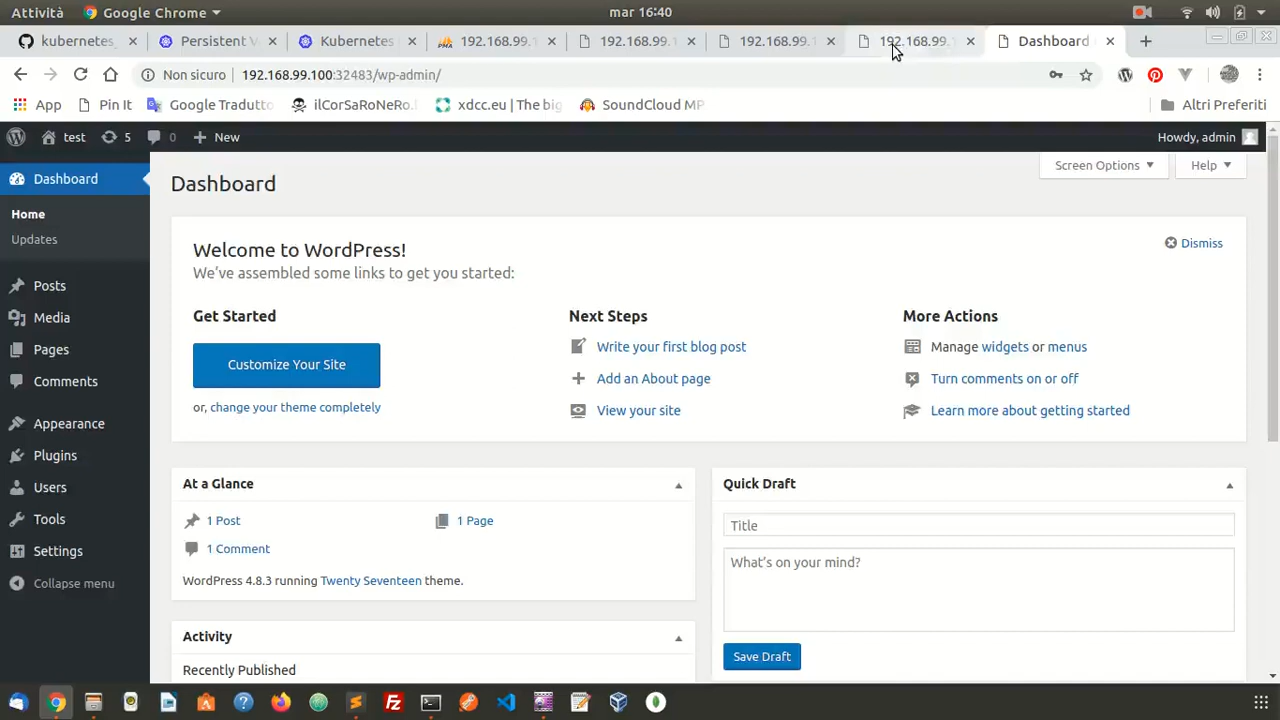 Attività
Google Chrome
mar 16:40
kubernetes_
Persistent V
Kubernetes
192.168.99.1
192.168.99.1
192.168.99.1
192.168.99.1
Dashboard
Non sicuro
192.168.99.100:32483/wp-admin/
App
Pin It
Google Tradutto
ilCorSaRoNeRo.
xdcc.eu | The big
SoundCloud MP
Altri Preferiti
test
5
0
New
Howdy, admin
Dashboard
Screen Options
Help
Dashboard
Home
Updates
Posts
Media
Pages
Comments
Appearance
Plugins
Users
Tools
Settings
Collapse menu
Welcome to WordPress!
Dismiss
We've assembled some links to get you started:
Get Started
Customize Your Site
or, change your theme completely
Next Steps
Write your first blog post
Add an About page
View your site
More Actions
Manage widgets or menus
Turn comments on or off
Learn more about getting started
At a Glance
1 Post
1 Page
1 Comment
WordPress 4.8.3 running Twenty Seventeen theme.
Activity
Recently Published
Quick Draft
Title
What's on your mind?
Save Draft